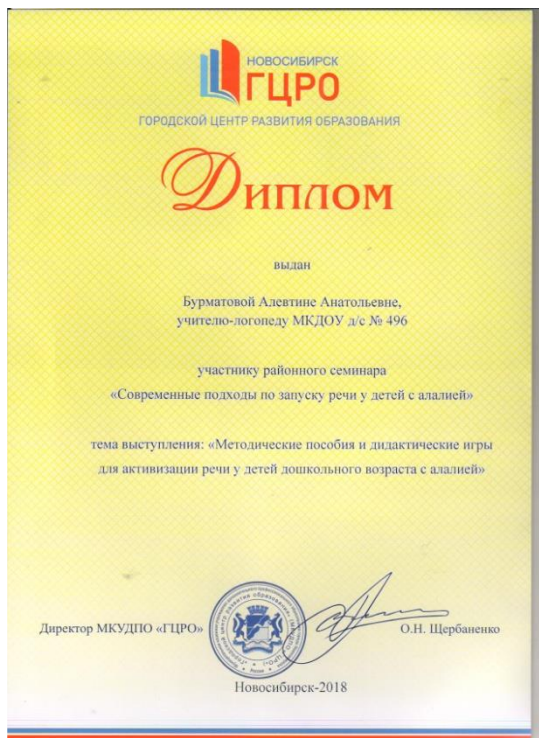 НОВОСИБИРСК
ГЦРО
ГОРОДСКОЙ ЦЕНТР РАЗВИТИЯ ОБРАЗОВАНИЯ
Диплом
выдан
Бурматовой Алевтине Анатольевне,
учителю-логопеду МКДОУ д/с № 496
участнику районного семинара
«Современные подходы по запуску речи у детей с алалией»
тема выступления: «Методические пособия и дидактические игры
для активизации речи у детей дошкольного возраста с алалией»
Директор МКУДПО «ГЦРО»
О.Н. Щербаненко
Новосибирск-2018